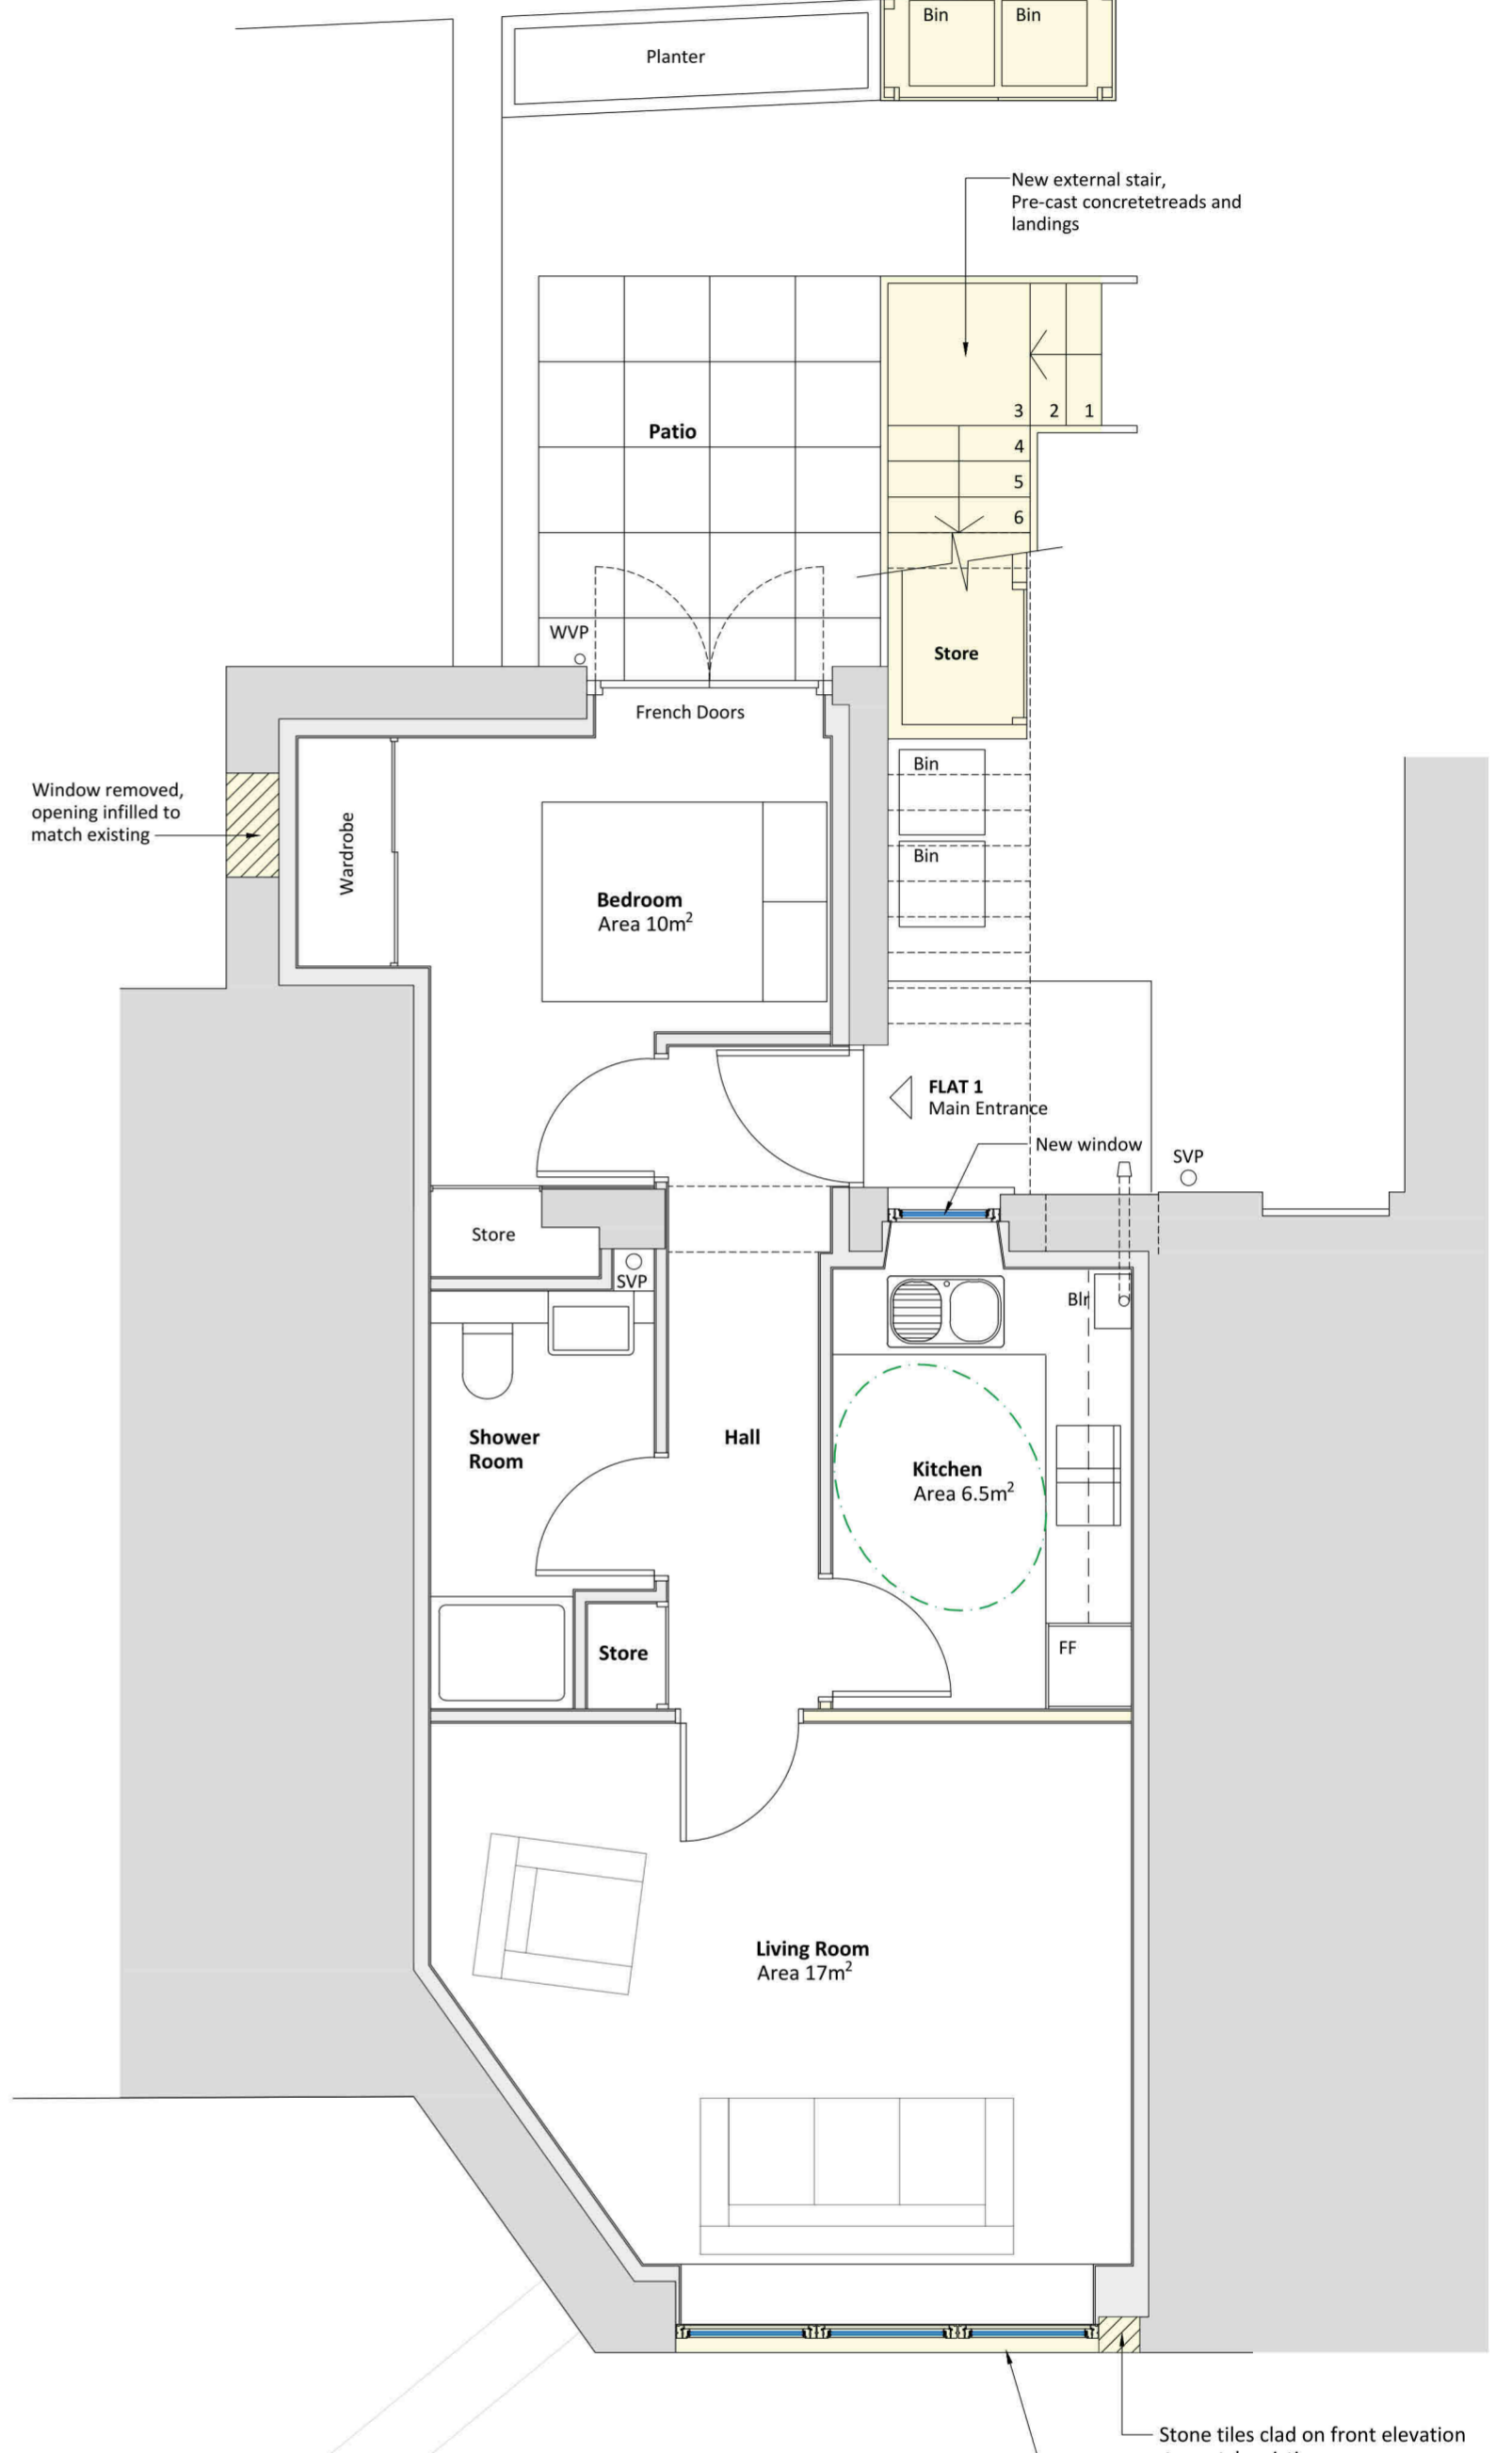 Bin
Bin
Planter
New external stair,
Pre-cast concretetreads and
landings
3 2 1
Patio
4
5
6
WVP
Store
French Doors
Bin
Window removed,
opening infilled to
match existing
Wardrobe
Bin
Bedroom
Area 10m²
FLAT 1
Main Entrance
New window
SVP
Store
SVP
Blr
Shower
Room
Hall
Kitchen
Area 6.5m²
Store
FF
Living Room
Area 17m²
Stone tiles clad on front elevation